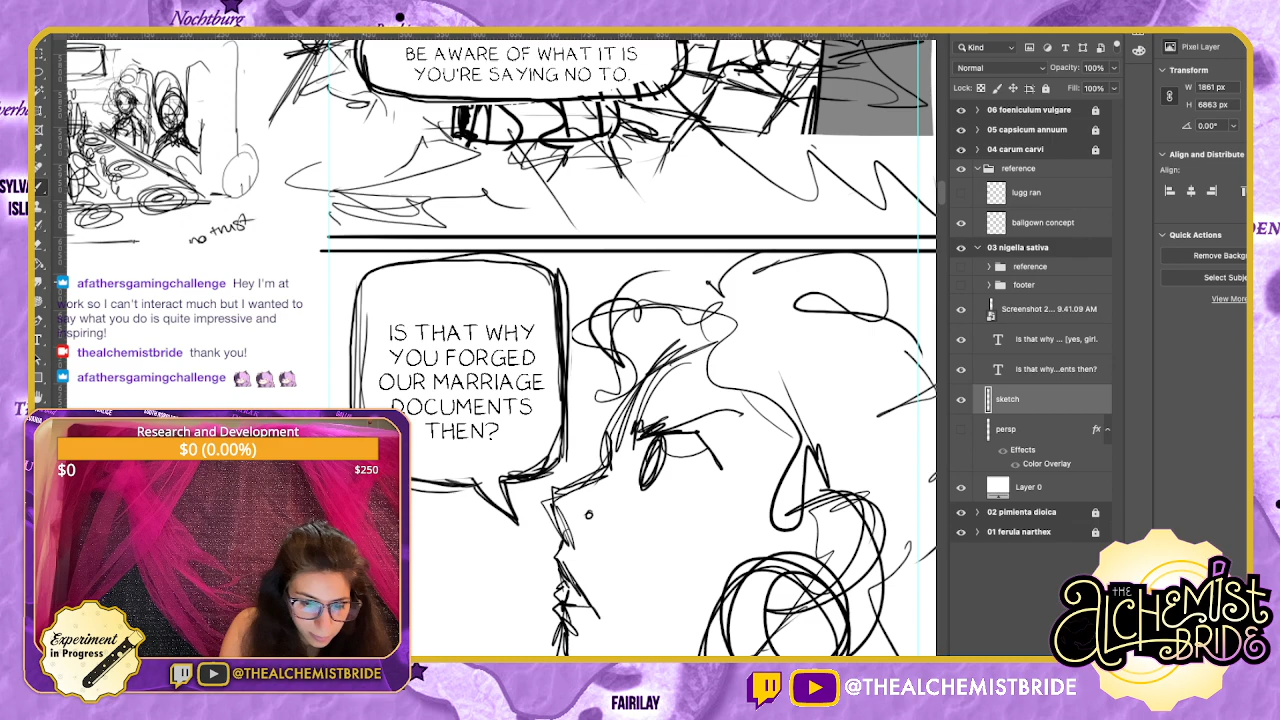 Nochtburg
BE AWARE OF WHAT IT IS
YOU'RE SAYING NO TO.
no trust
afathersgamingchallenge Hey I'm at
work so I can't interact much but I wanted to
say what you do is quite impressive and
inspiring!
thealchemistbride thank you!
afathersgamingchallenge
IS THAT WHY
YOU FORGED
OUR MARRIAGE
DOCUMENTS
THEN?
Research and Development
$0 (0.00%)
$0
$250
Experiment
in Progress
@THEALCHEMISTBRIDE
Kind
Normal
Opacity: 100%
Lock:
Fill: 100%
06 foeniculum vulgare
05 capsicum annuum
04 carum carvi
reference
lugg ran
ballgown concept
03 nigella sativa
reference
footer
Screenshot 2... 9.41.09 AM
Is that why ... [yes, girl.
Is that why...ents then?
sketch
persp
fx
Effects
Color Overlay
Layer 0
02 pimienta dioica
01 ferula narthex
Pixel Layer
Transform
W 1861 px
H 6863 px
0.00°
Align and Distribute
Align:
Quick Actions
Remove Backg
Select Subje
View More
THE
ALCHEMIST
BRIDE
@THEALCHEMISTBRIDE
FAIRILAY